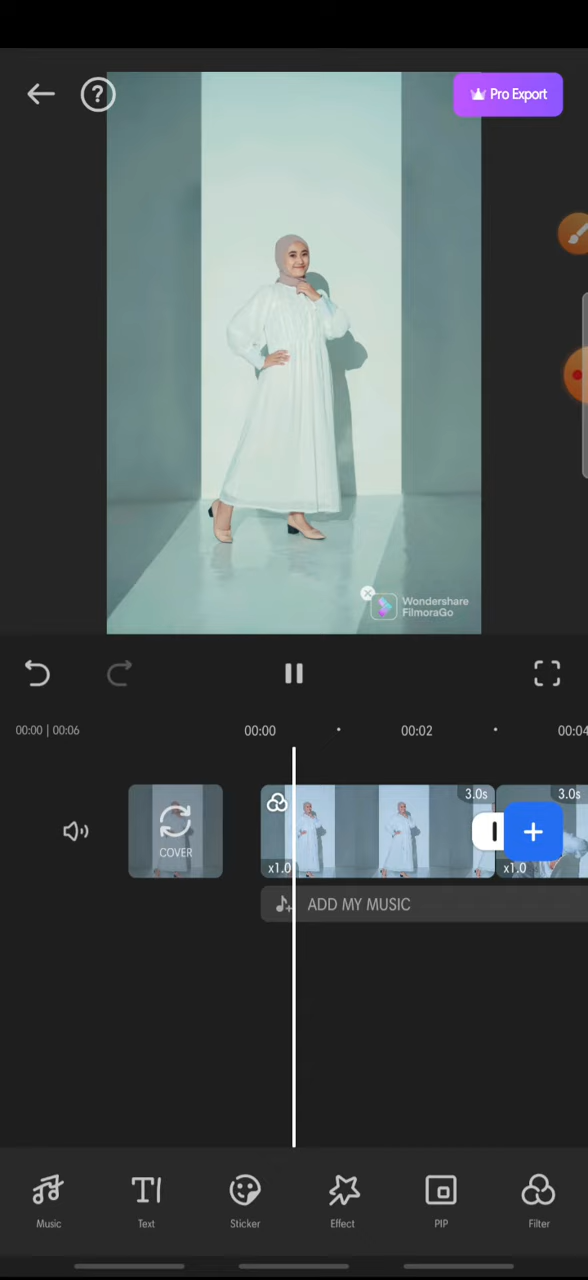 ?
Pro Export
Wondershare
FilmoraGo
00:00 | 00:06
00:00
00:02
00:04
3.0s
3.0s
COVER
x1.0
x1.0
ADD MY MUSIC
Music
Text
Sticker
Effect
PIP
Filter